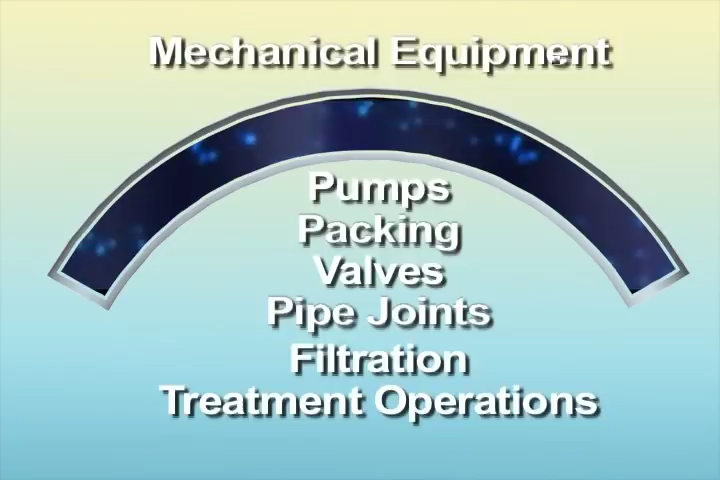 Mechanical Equipment
Pumps
Packing
Valves
Pipe Joints
Filtration
Treatment Operations